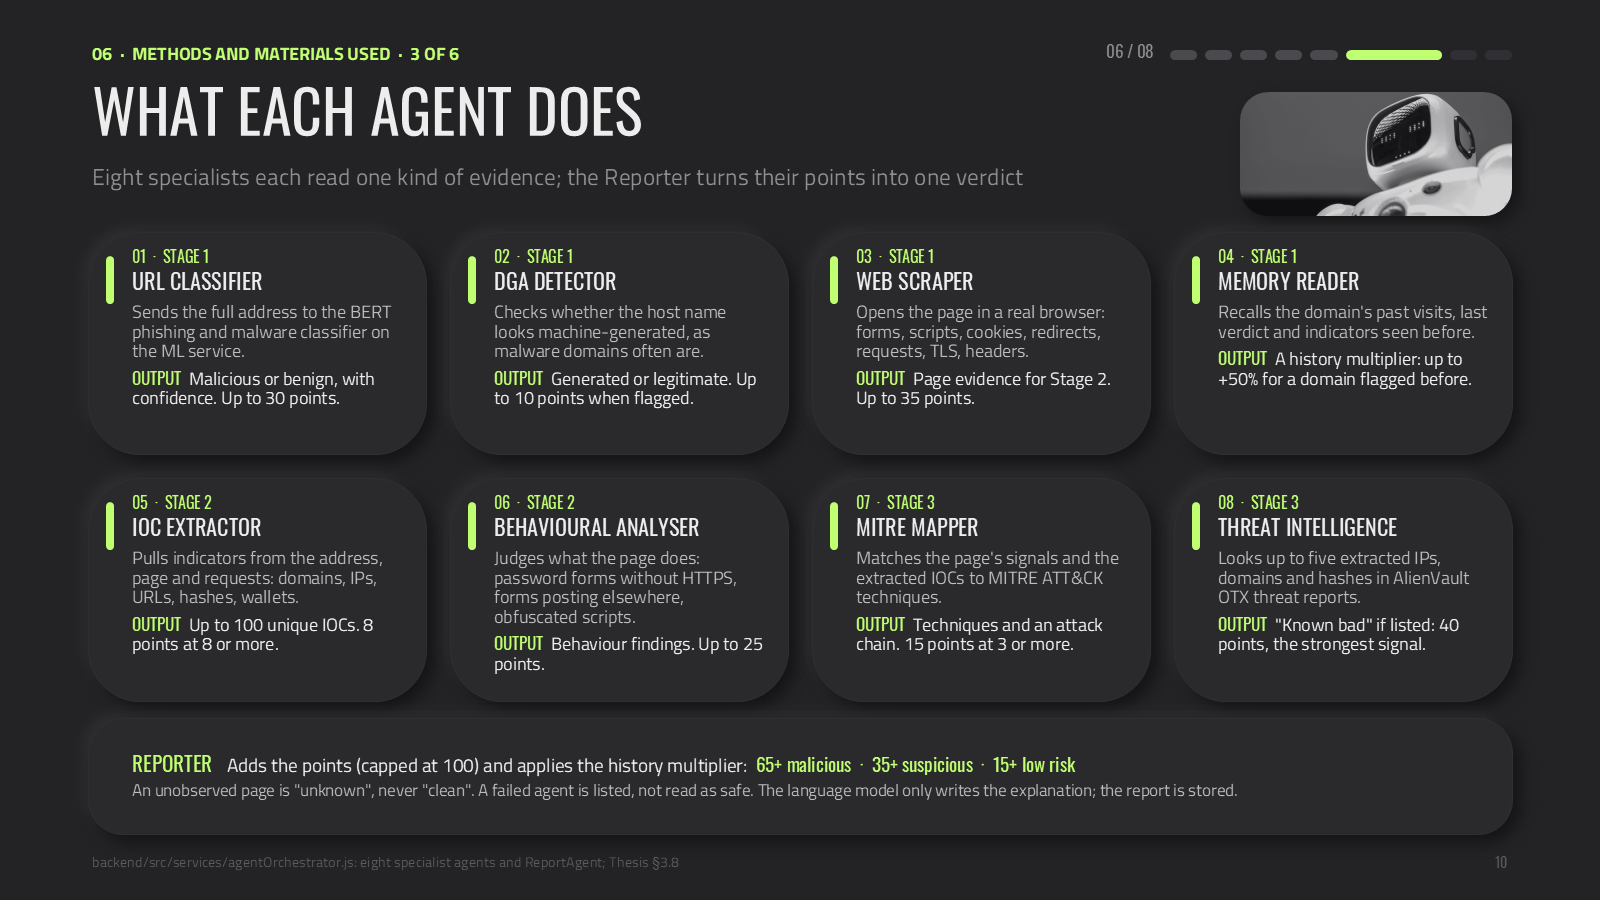 06 · METHODS AND MATERIALS USED · 3 OF 6
06 / 08
WHAT EACH AGENT DOES
Eight specialists each read one kind of evidence; the Reporter turns their points into one verdict
01 · STAGE 1
URL CLASSIFIER
Sends the full address to the BERT
phishing and malware classifier on
the ML service.
OUTPUT Malicious or benign, with
confidence. Up to 30 points.
02 · STAGE 1
DGA DETECTOR
Checks whether the host name
looks machine-generated, as
malware domains often are.
OUTPUT Generated or legitimate. Up
to 10 points when flagged.
03 · STAGE 1
WEB SCRAPER
Opens the page in a real browser:
forms, scripts, cookies, redirects,
requests, TLS, headers.
OUTPUT Page evidence for Stage 2.
Up to 35 points.
04 · STAGE 1
MEMORY READER
Recalls the domain's past visits, last
verdict and indicators seen before.
OUTPUT A history multiplier: up to
+50% for a domain flagged before.
05 · STAGE 2
IOC EXTRACTOR
Pulls indicators from the address,
page and requests: domains, IPs,
URLs, hashes, wallets.
OUTPUT Up to 100 unique IOCs. 8
points at 8 or more.
06 · STAGE 2
BEHAVIOURAL ANALYSER
Judges what the page does:
password forms without HTTPS,
forms posting elsewhere,
obfuscated scripts.
OUTPUT Behaviour findings. Up to 25
points.
07 · STAGE 3
MITRE MAPPER
Matches the page's signals and the
extracted IOCs to MITRE ATT&CK
techniques.
OUTPUT Techniques and an attack
chain. 15 points at 3 or more.
08 · STAGE 3
THREAT INTELLIGENCE
Looks up to five extracted IPs,
domains and hashes in AlienVault
OTX threat reports.
OUTPUT "Known bad" if listed: 40
points, the strongest signal.
REPORTER Adds the points (capped at 100) and applies the history multiplier: 65+ malicious · 35+ suspicious · 15+ low risk
An unobserved page is "unknown", never "clean". A failed agent is listed, not read as safe. The language model only writes the explanation; the report is stored.
backend/src/services/agentOrchestrator.js: eight specialist agents and ReportAgent; Thesis §3.8
10